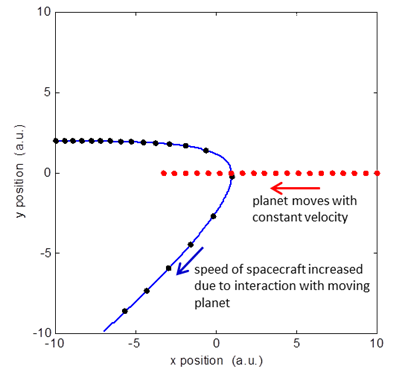 10
5
0
-5
-10
y position (a.u.)
planet moves with
constant velocity
speed of spacecraft increased
due to interaction with moving
planet
-10 -5 0 5 10
x position (a.u.)